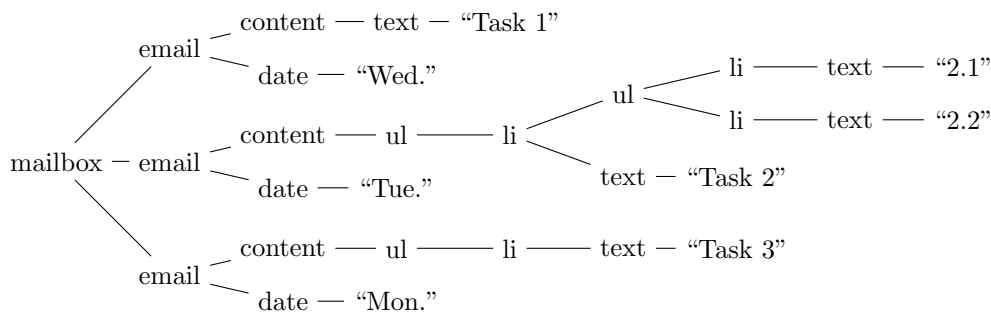 content text “Task 1”
email
date “Wed.”
li text “2.1”
ul
li text “2.2”
content ul li
mailbox email
text “Task 2”
date “Tue.”
content ul li text “Task 3”
email
date “Mon.”